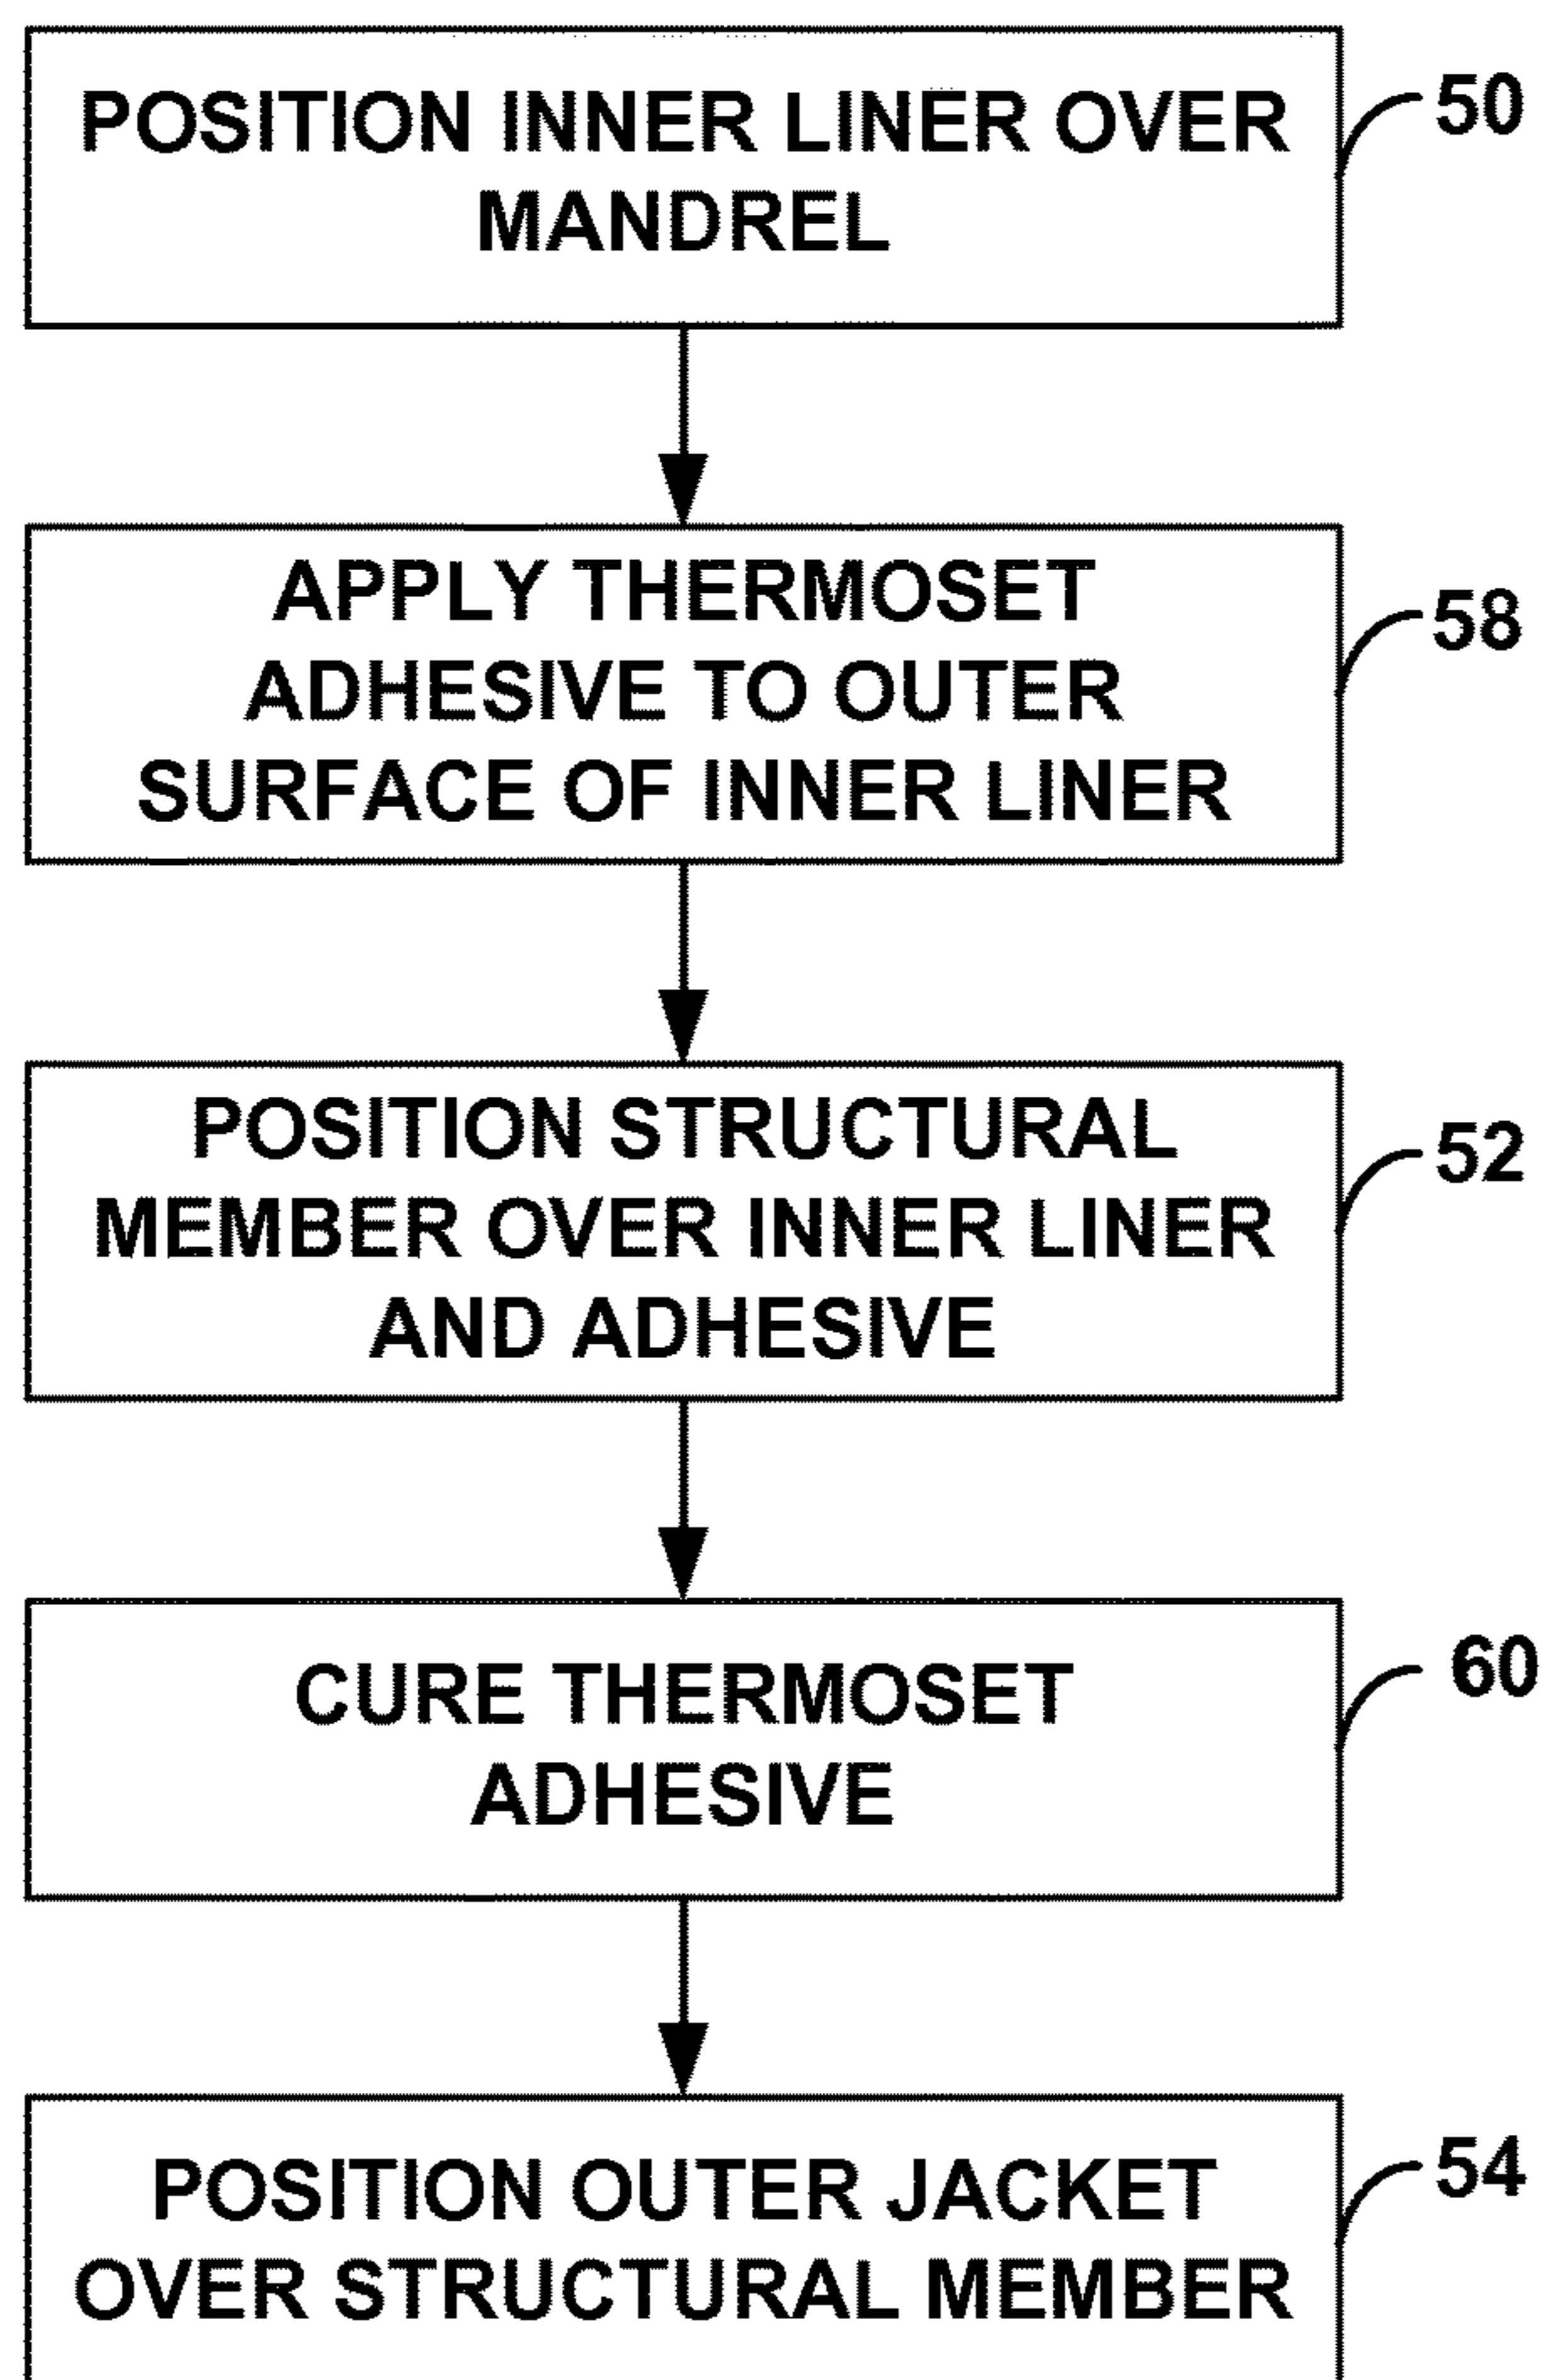 POSITION INNER LINER OVER
MANDREL
50
APPLY THERMOSET
ADHESIVE TO OUTER
SURFACE OF INNER LINER
58
POSITION STRUCTURAL
MEMBER OVER INNER LINER
AND ADHESIVE
52
CURE THERMOSET
ADHESIVE
60
POSITION OUTER JACKET
OVER STRUCTURAL MEMBER
54